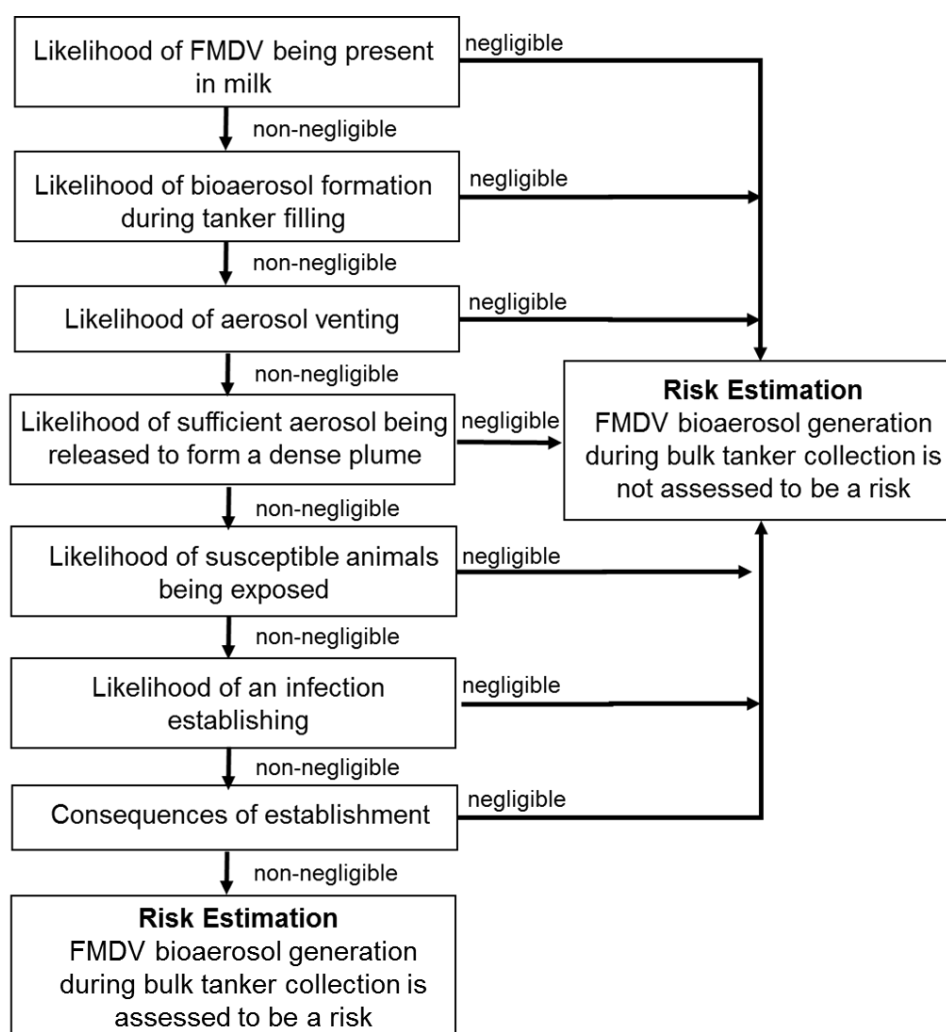 Likelihood of FMDV being present
in milk
negligible
non-negligible
Likelihood of bioaerosol formation
during tanker filling
negligible
non-negligible
Likelihood of aerosol venting
negligible
non-negligible
Likelihood of sufficient aerosol being
released to form a dense plume
negligible
Risk Estimation
FMDV bioaerosol generation
during bulk tanker collection is
not assessed to be a risk
non-negligible
Likelihood of susceptible animals
being exposed
negligible
non-negligible
Likelihood of an infection
establishing
negligible
non-negligible
Consequences of establishment
negligible
non-negligible
Risk Estimation
FMDV bioaerosol generation
during bulk tanker collection is
assessed to be a risk